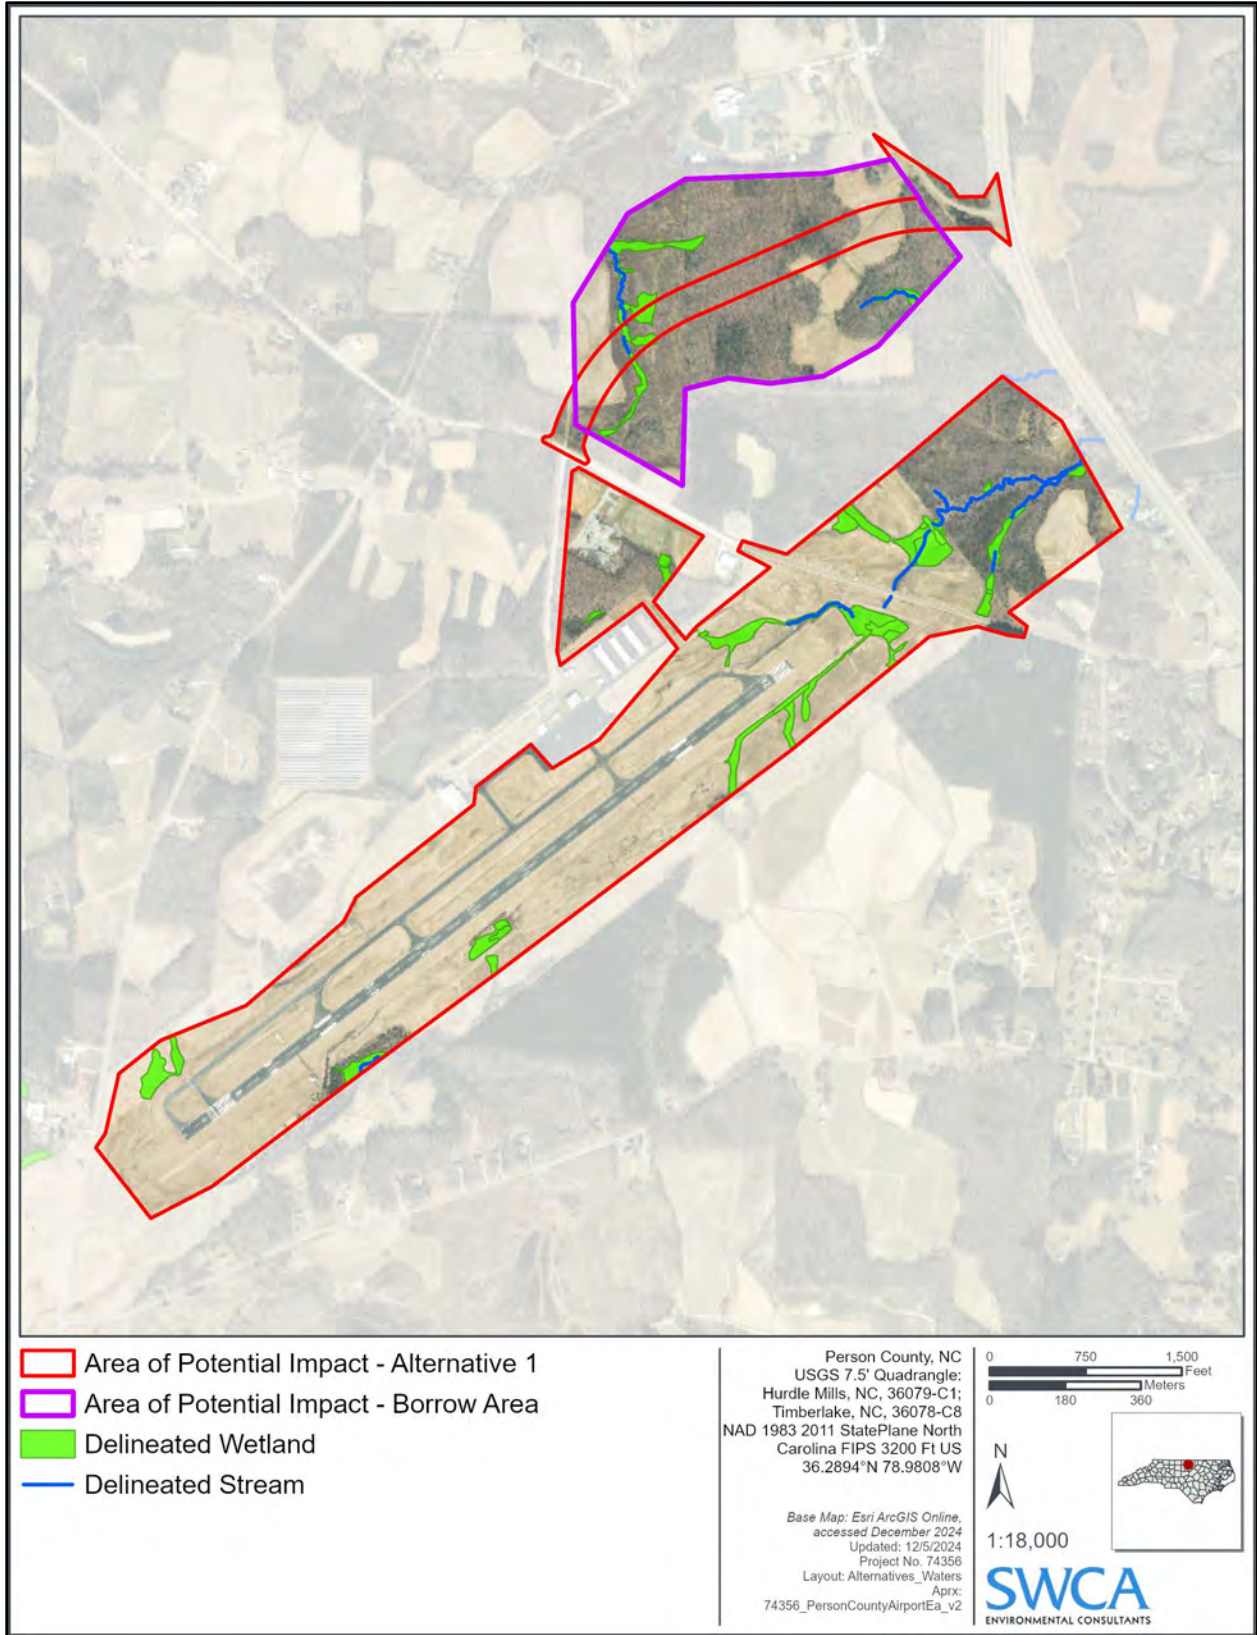 Area of Potential Impact - Alternative 1
Area of Potential Impact - Borrow Area
Delineated Wetland
Delineated Stream
Person County, NC
USGS 7.5' Quadrangle:
Hurdle Mills, NC, 36079-C1;
Timberlake, NC, 36078-C8
NAD 1983 2011 StatePlane North
Carolina FIPS 3200 Ft US
36.2894°N 78.9808°W
Base Map: Esri ArcGIS Online,
accessed December 2024
Updated: 12/5/2024
Project No. 74356
Layout: Alternatives_Waters
Aprx:
74356_PersonCountyAirportEa_v2
0 750 1,500
Feet
Meters
0 180 360
N
1:18,000
SWCA
ENVIRONMENTAL CONSULTANTS